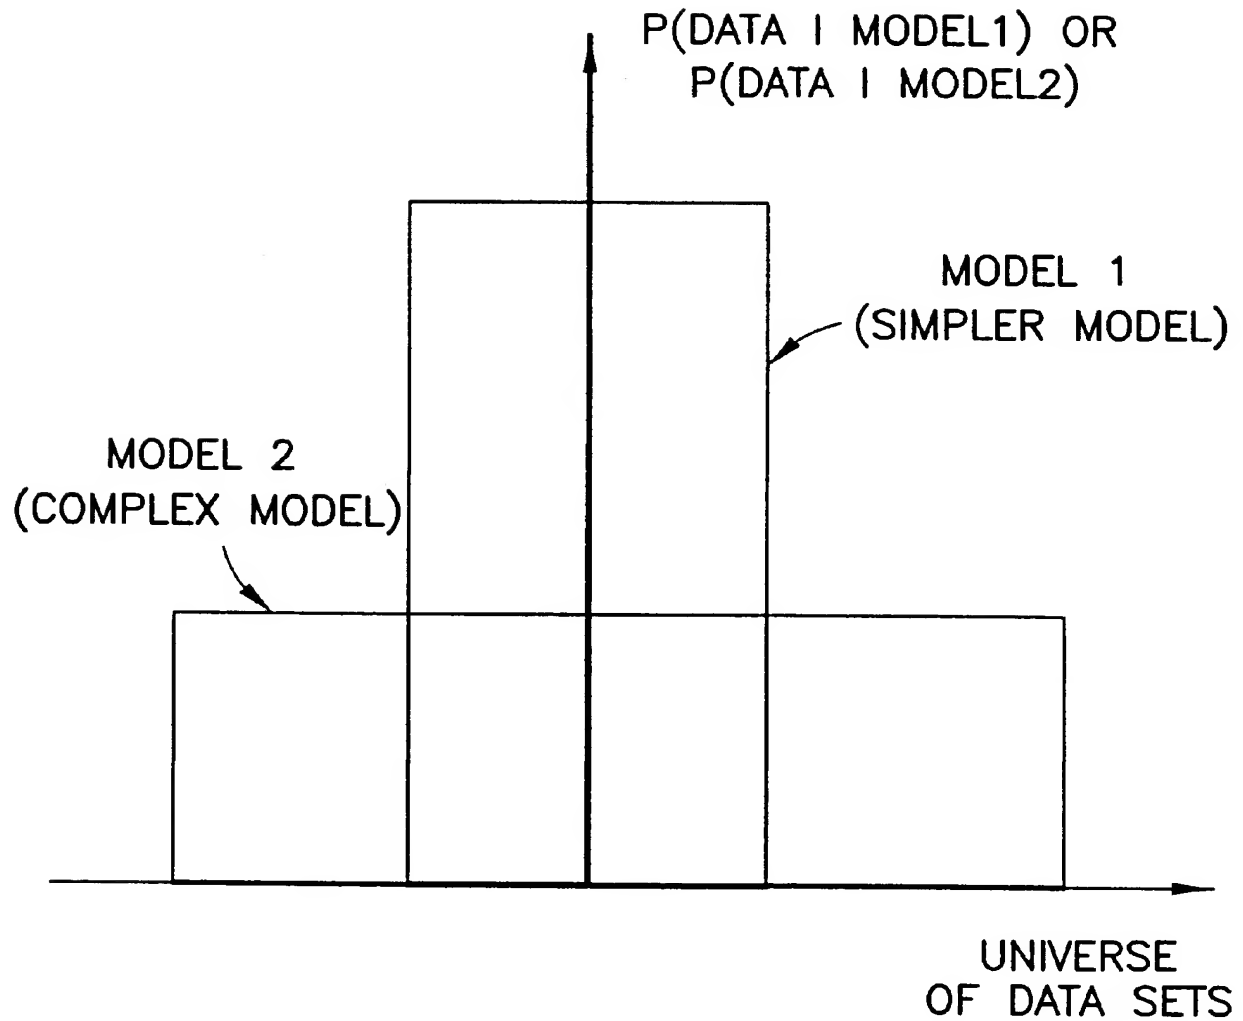 P(DATA | MODEL1) OR
P(DATA | MODEL2)
MODEL 1
(SIMPLER MODEL)
MODEL 2
(COMPLEX MODEL)
UNIVERSE
OF DATA SETS